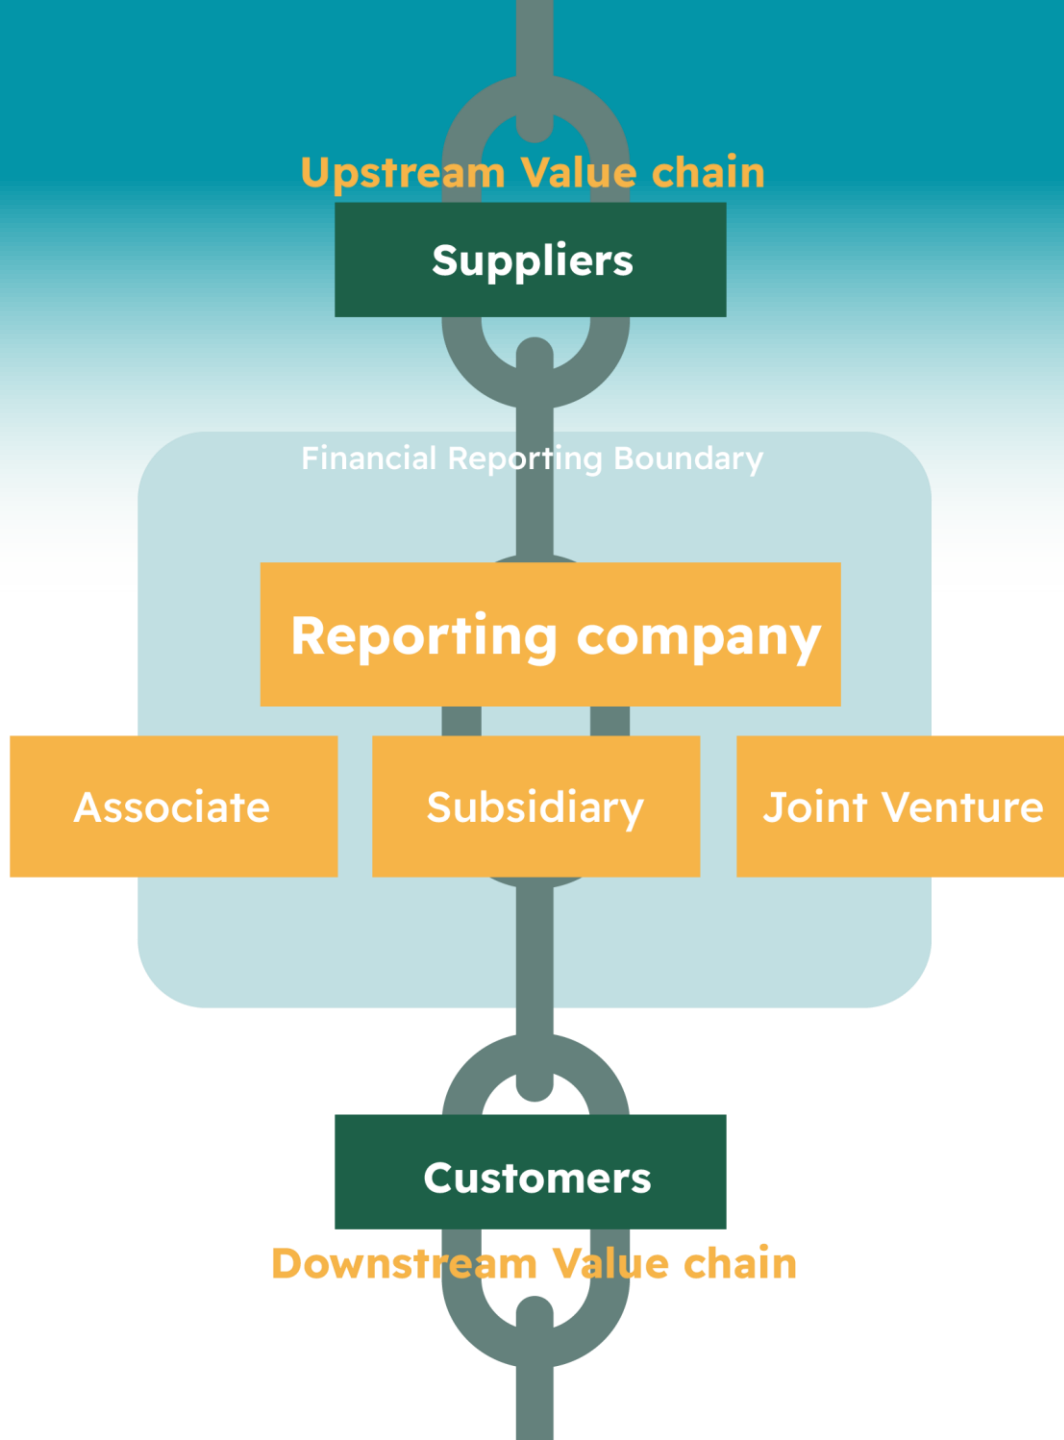 Upstream Value chain
Suppliers
Financial Reporting Boundary
Reporting company
Associate
Subsidiary
Joint Venture
Customers
Downstream Value chain